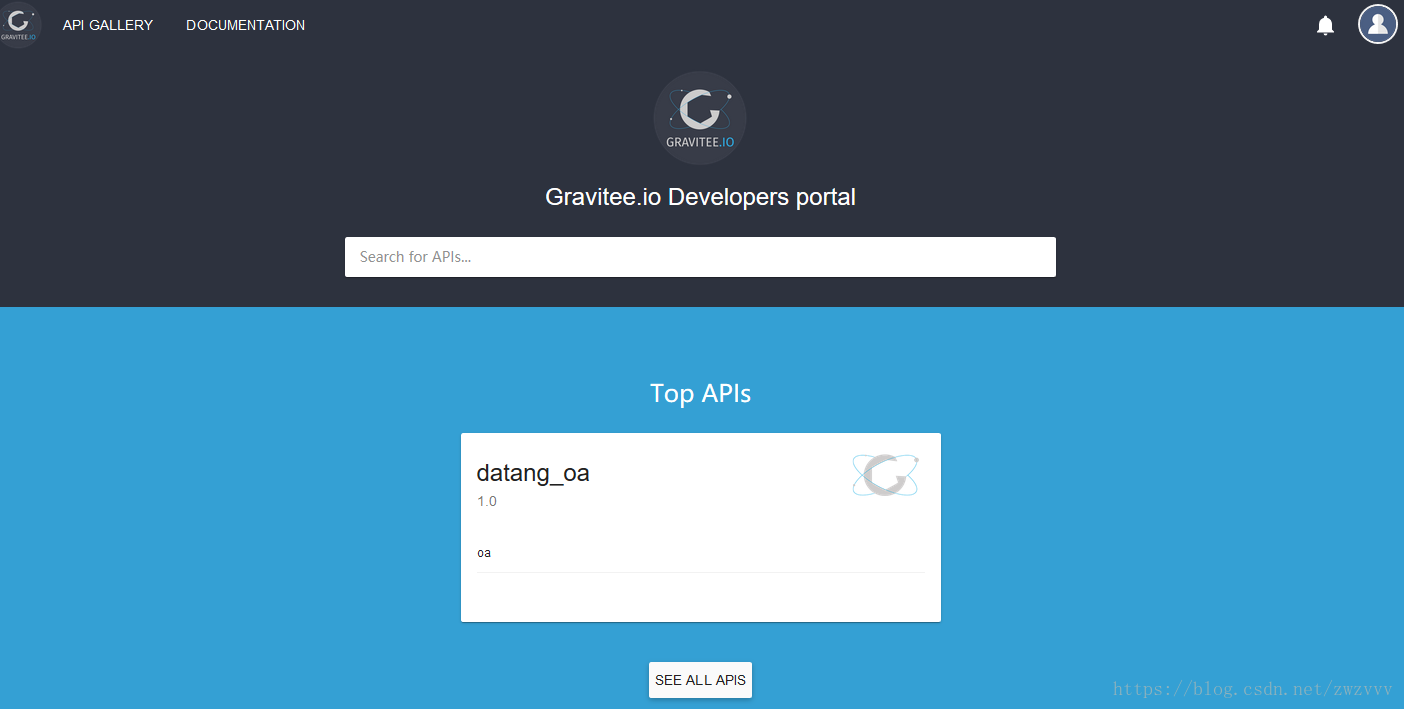 GRAVITEE.IO
API GALLERY
DOCUMENTATION
GRAVITEE.IO
Gravitee.io Developers portal
Search for APIs...
Top APIs
datang_oa
1.0
oa
SEE ALL APIS
https://blog.csdn.net/zwzvvv